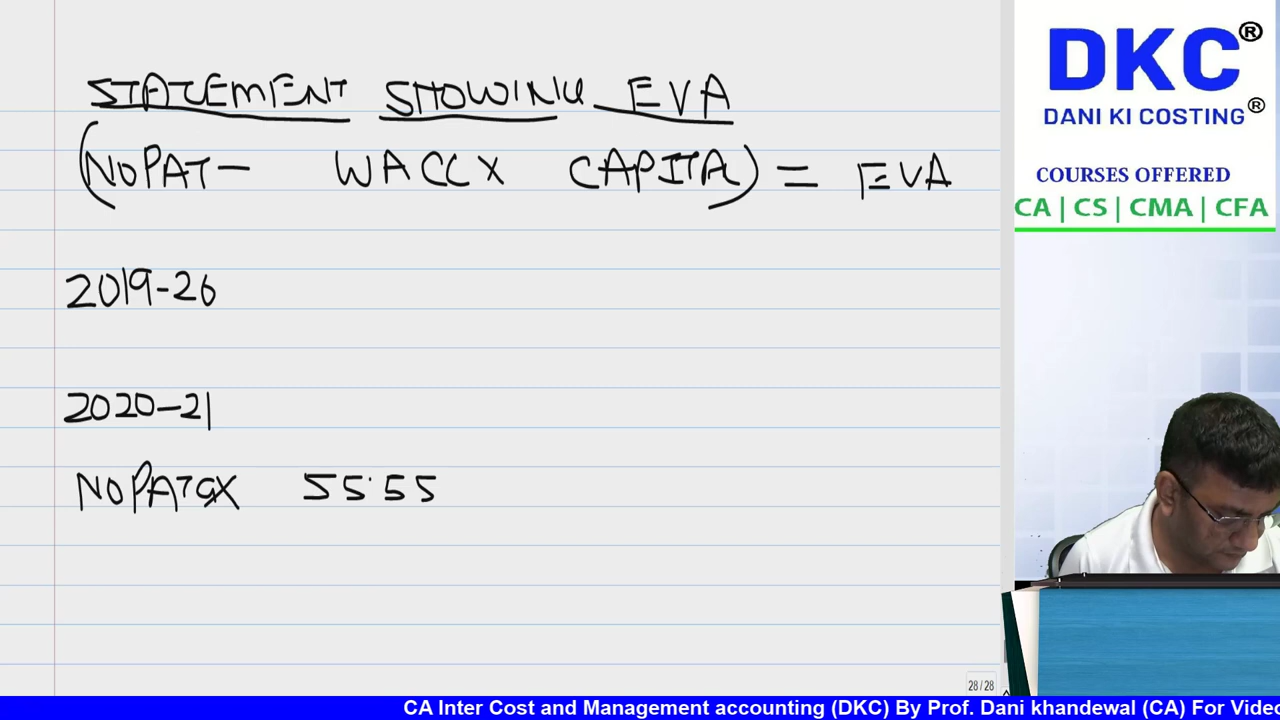 STATEMENT SHOWING EVA
(NOPAT- WACCX CAPITAL) = EVA
2019-20
2020-21
NOPAT 55.55
28/28
DKC®
DANI KI COSTING®
COURSES OFFERED
CA | CS | CMA | CFA
CA Inter Cost and Management accounting (DKC) By Prof. Dani khandewal (CA) For Video